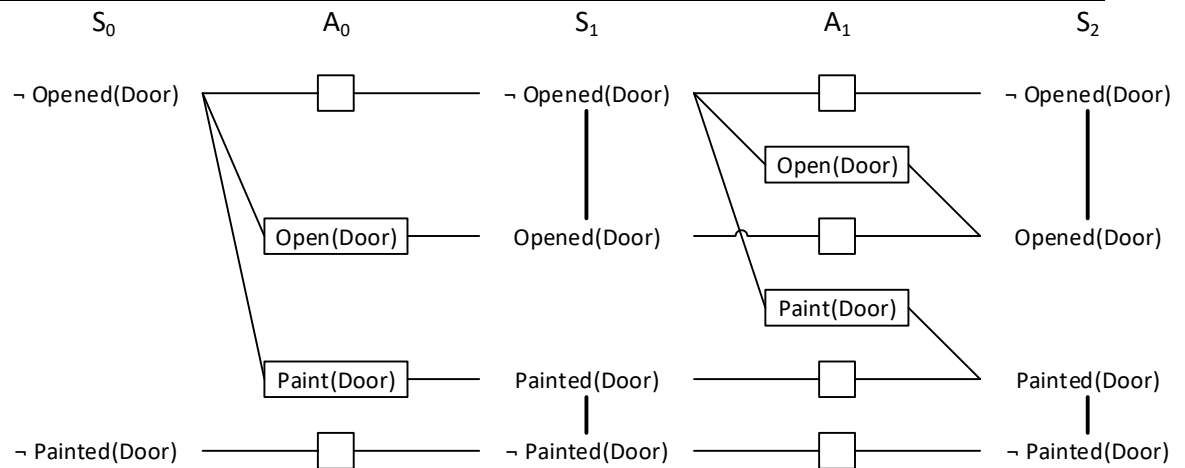 S₀ A₀ S₁ A₁ S₂
¬ Opened(Door) ¬ Opened(Door) ¬ Opened(Door)
Open(Door)
Open(Door) Opened(Door) Opened(Door)
Paint(Door)
Paint(Door) Painted(Door) Painted(Door)
¬ Painted(Door) ¬ Painted(Door) ¬ Painted(Door)